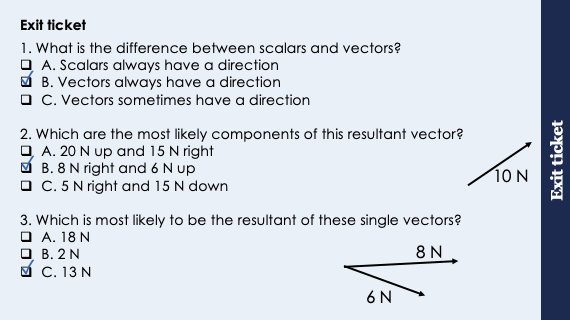 Exit ticket
1. What is the difference between scalars and vectors?
A. Scalars always have a direction
B. Vectors always have a direction
C. Vectors sometimes have a direction
2. Which are the most likely components of this resultant vector?
A. 20 N up and 15 N right
B. 8 N right and 6 N up
C. 5 N right and 15 N down
10 N
3. Which is most likely to be the resultant of these single vectors?
A. 18 N
B. 2 N
C. 13 N
8 N
6 N
Exit ticket